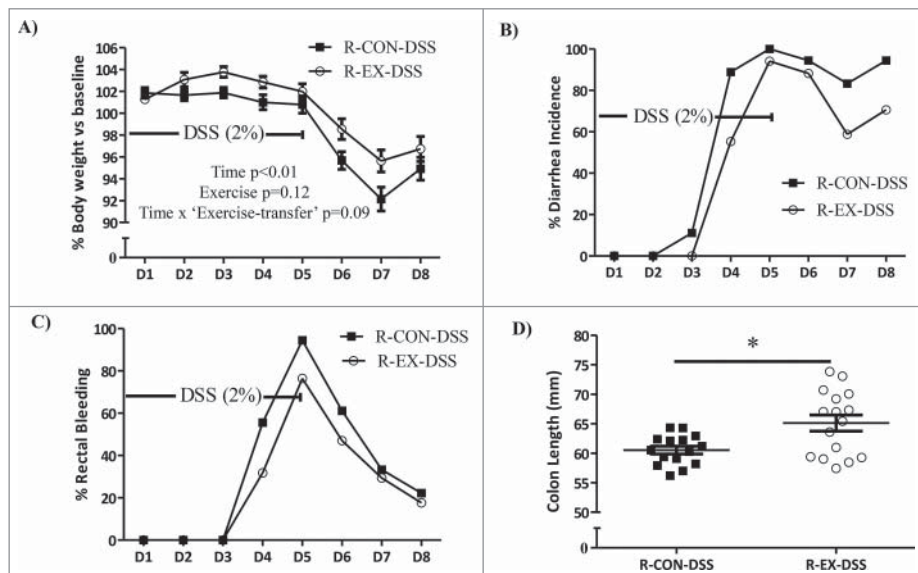 A)
R-CON-DSS
R-EX-DSS
% Body weight vs baseline
106
104
102
100
98
96
94
92
90
0
DSS (2%)
Time p<0.01
Exercise p=0.12
Time x ‘Exercise-transfer’ p=0.09
D1 D2 D3 D4 D5 D6 D7 D8
B)
% Diarrhea Incidence
100
80
60
40
20
0
DSS (2%)
R-CON-DSS
R-EX-DSS
D1 D2 D3 D4 D5 D6 D7 D8
C)
R-CON-DSS
R-EX-DSS
% Rectal Bleeding
100
80
60
40
20
0
DSS (2%)
D1 D2 D3 D4 D5 D6 D7 D8
D)
Colon Length (mm)
80
75
70
65
60
55
50
0
*
R-CON-DSS R-EX-DSS